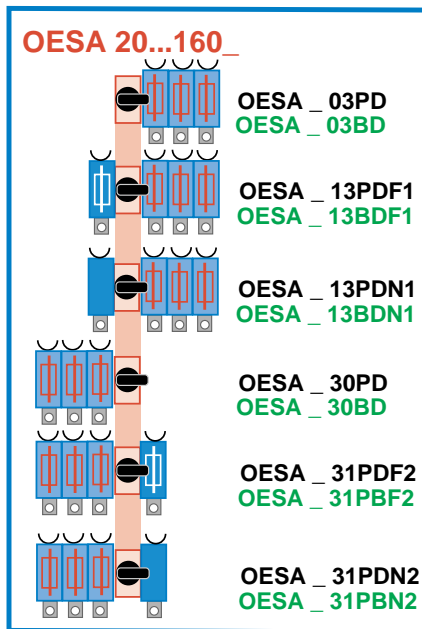 OESA 20...160_
OESA _ 03PD
OESA _ 03BD
OESA _ 13PDF1
OESA _ 13BDF1
OESA _ 13PDN1
OESA _ 13BDN1
OESA _ 30PD
OESA _ 30BD
OESA _ 31PDF2
OESA _ 31PBF2
OESA _ 31PDN2
OESA _ 31PBN2